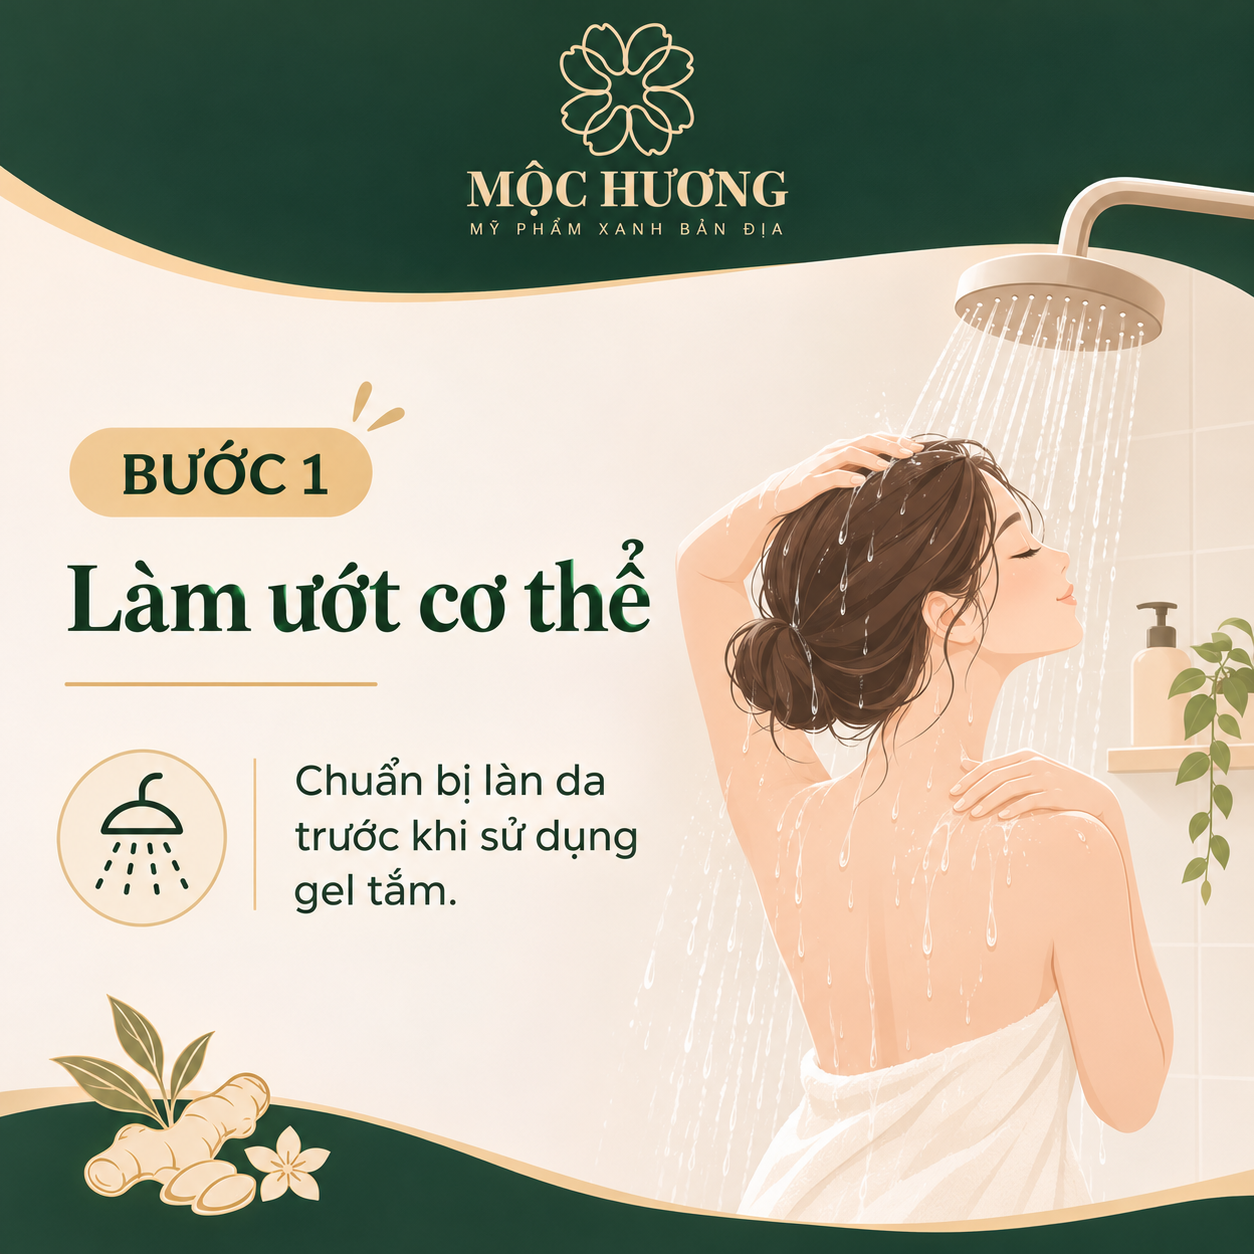 MỘC HƯƠNG
MỸ PHẨM XANH BẢN ĐỊA
BƯỚC 1
Làm ướt cơ thể
Chuẩn bị làn da
trước khi sử dụng
gel tắm.